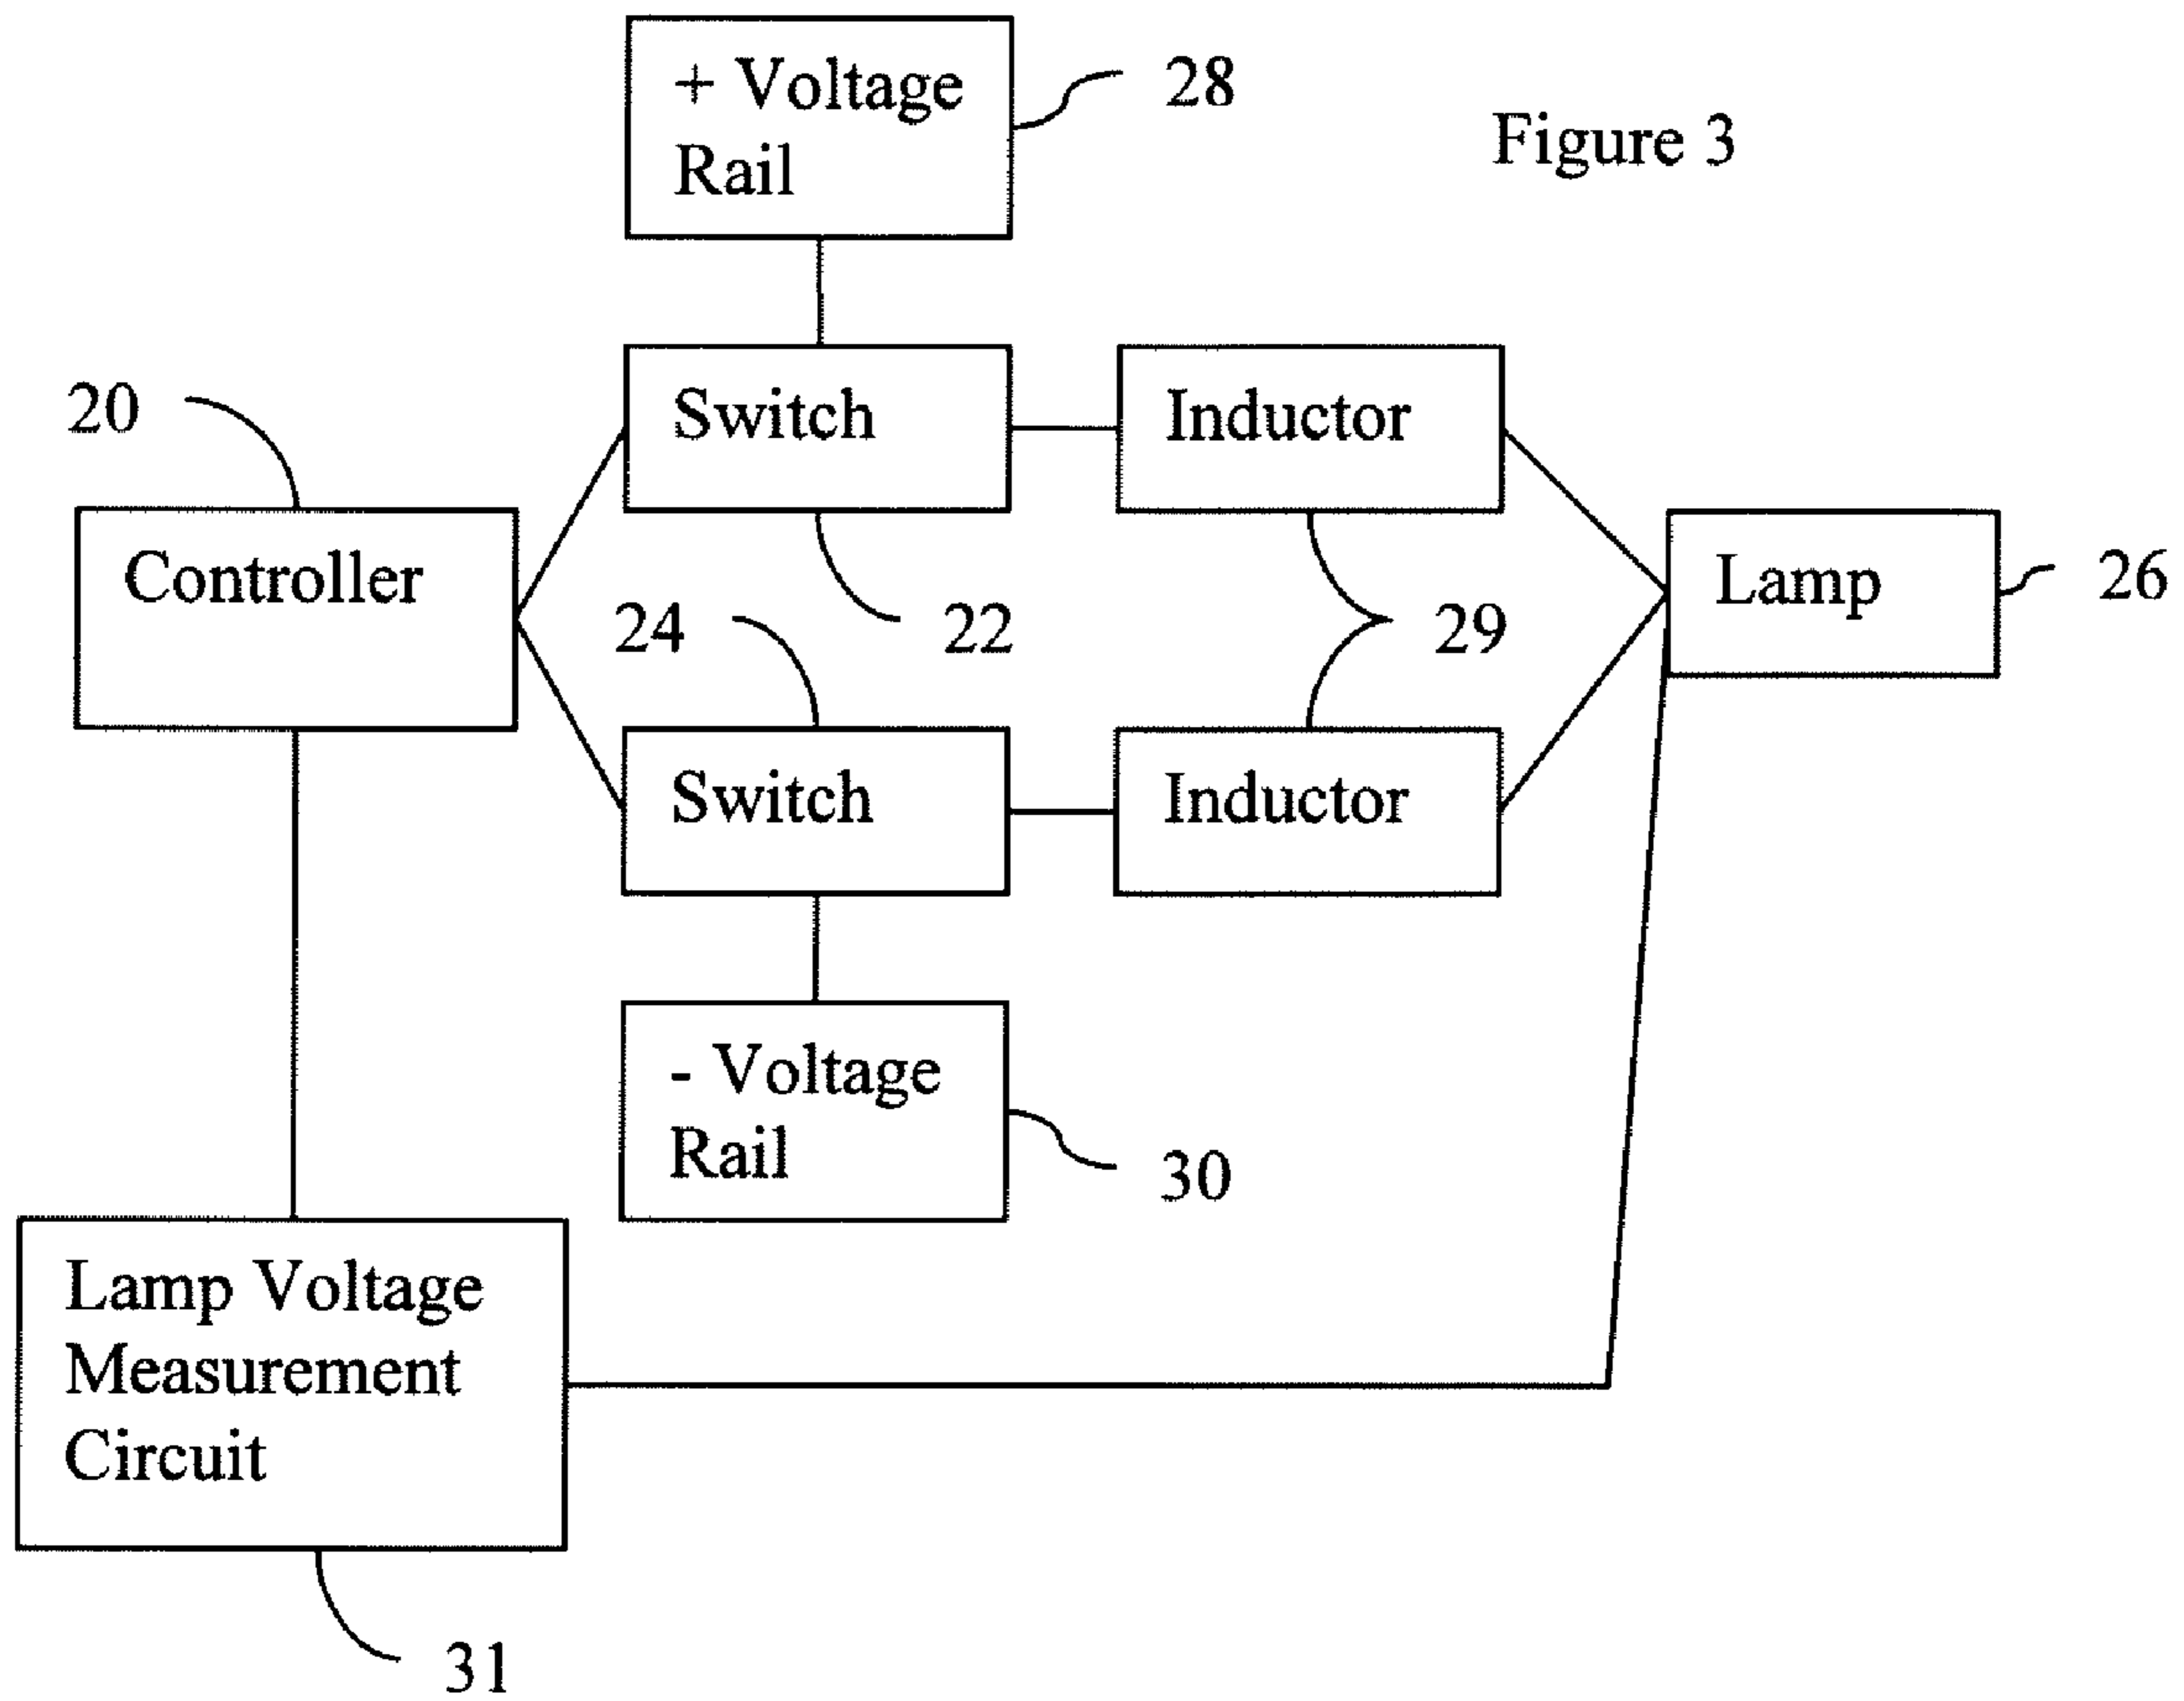 + Voltage
Rail
28
Figure 3
20
Switch
Inductor
Controller
Lamp
26
24
22
29
Switch
Inductor
- Voltage
Rail
30
Lamp Voltage
Measurement
Circuit
31